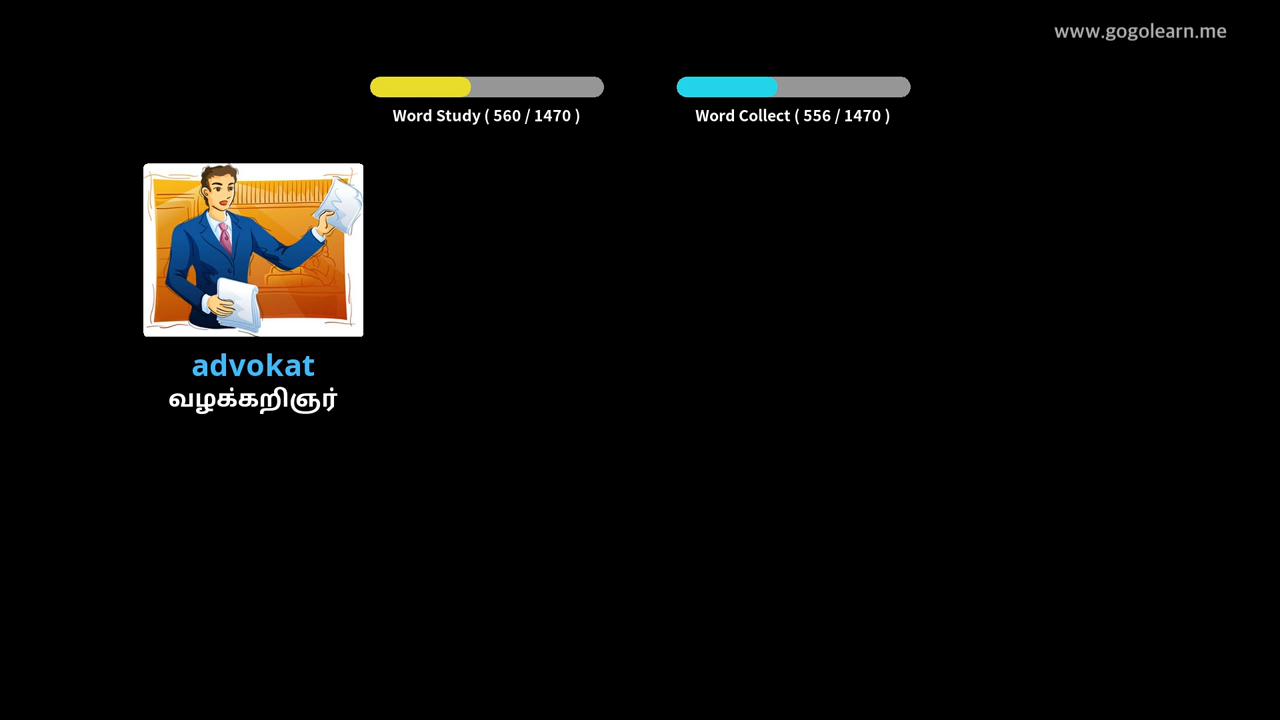 www.gogolearn.me
Word Study ( 560 / 1470 )
Word Collect ( 556 / 1470 )
advokat
வழக்கறிஞர்